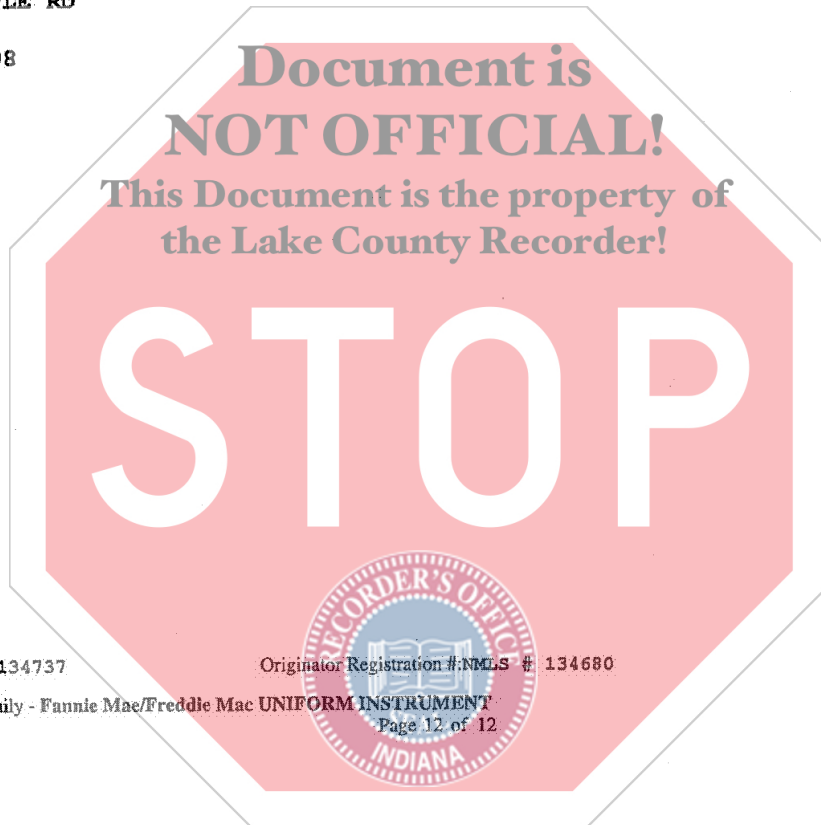 RD
Document is
NOT OFFICIAL!
This Document is the property of
the Lake County Recorder!
STOP
RECORDER'S OFFICE
134737 Originator Registration #:NMLS # 134680
- Fannie Mae/Freddie Mac UNIFORM INSTRUMENT
Page 12 of 12
INDIANA